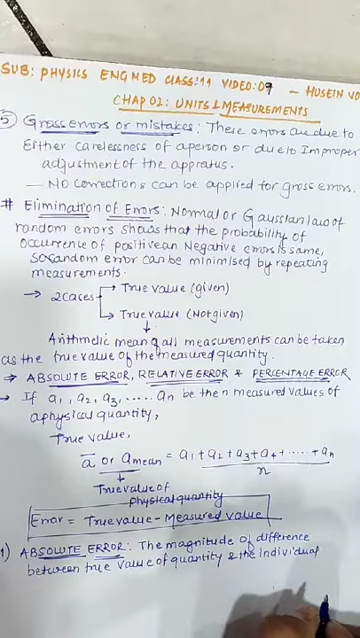 SUB: PHYSICS ENG MED CLASS: 11 VIDEO: 09 - HUSEIN VO
CHAP 02: UNITS & MEASUREMENTS
5 Gross errors or mistakes: These errors are due to
Either carelessness of a person or due to Improper
adjustment of the appratus.
- NO corrections can be applied for gross errors.
# Elimination of Errors: Normal or Gaussian law of
random errors shows that the probability of
occurrence of positive an Negative errors is same,
so random error can be minimised by repeating
measurements.
→ 2 cases → True value (given)
→ True value (Not given)
Arithmetic mean of all measurements can be taken
as the true value of the measured quantity.
⇒ ABSOLUTE ERROR, RELATIVE ERROR & PERCENTAGE ERROR
→ If a₁, a₂, a₃, ..... aₙ be the n measured values of
a physical quantity,
True value,
a̅ or amean = a₁ + a₂ + a₃ + a₄ + ...... + aₙ
n
True value of
physical quantity
Error = True value - Measured value
1) ABSOLUTE ERROR: The magnitude of difference
between true value of quantity & the Individual